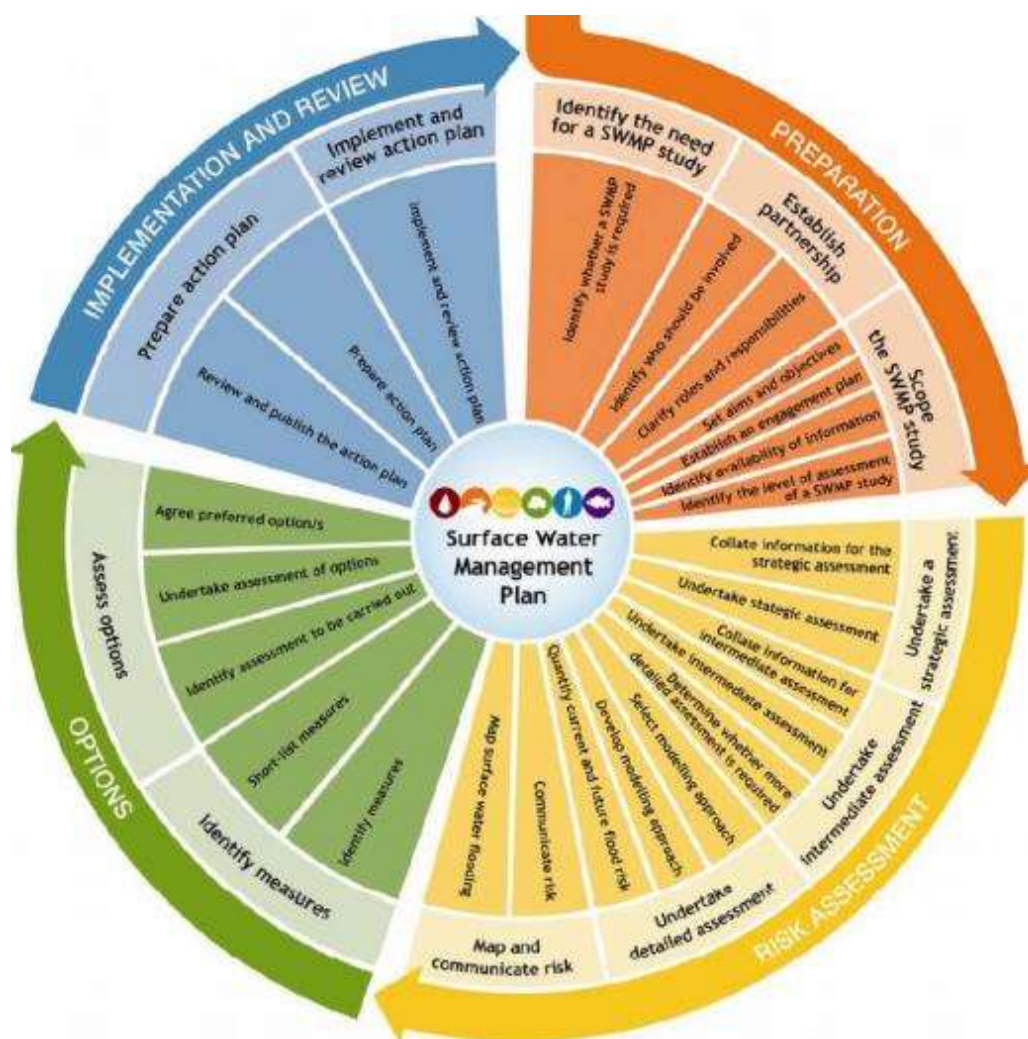 Surface Water
Management
Plan
PREPARATION
Identify the need
for a SWMP study
Identify whether a SWMP
study is required
Establish
partnership
Identify who should be involved
Clarify roles and responsibilities
Scope
the SWMP study
Set aims and objectives
Establish an engagement plan
Identify availability of information
Identify the level of assessment
of a SWMP study
RISK ASSESSMENT
Undertake a
strategic assessment
Collate information for the
strategic assessment
Undertake stategic assessment
Undertake
intermediate assessment
Collase information for
intermediate assessment
Undertake intermediate assessment
Determine whether more
detailed assessment is required
Undertake
detailed assessment
Select modelling approach
Develop modelling approach
Quantify current and future flood risk
Map and
communicate risk
Communicate risk
Map surface water flooding
OPTIONS
Identify measures
Identify measures
Short-list measures
Assess options
Identify assessment to be carried out
Undertake assessment of options
Agree preferred option/s
IMPLEMENTATION AND REVIEW
Prepare action plan
Review and publish the action plan
Prepare action plan
Implement and
review action plan
Implement and review action plan